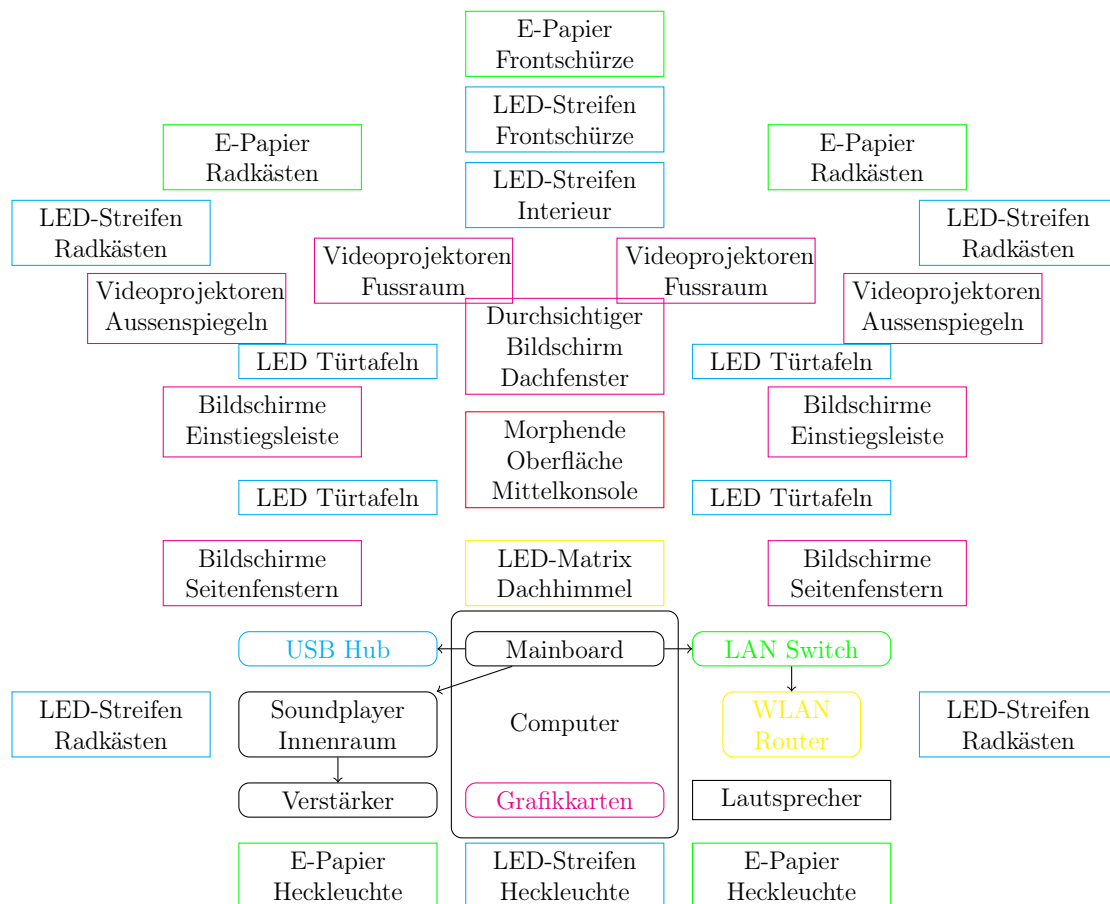 E-Papier
Frontschürze
LED-Streifen
Frontschürze
E-Papier
Radkästen
E-Papier
Radkästen
LED-Streifen
Interieur
LED-Streifen
Radkästen
LED-Streifen
Radkästen
Videoprojektoren
Fussraum
Videoprojektoren
Fussraum
Videoprojektoren
Aussenspiegeln
Videoprojektoren
Aussenspiegeln
Durchsichtiger
Bildschirm
Dachfenster
LED Türtafeln
LED Türtafeln
Bildschirme
Einstiegsleiste
Bildschirme
Einstiegsleiste
Morphende
Oberfläche
Mittelkonsole
LED Türtafeln
LED Türtafeln
Bildschirme
Seitenfenstern
LED-Matrix
Dachhimmel
Bildschirme
Seitenfenstern
USB Hub
Mainboard
LAN Switch
LED-Streifen
Radkästen
Soundplayer
Innenraum
Computer
WLAN
Router
LED-Streifen
Radkästen
Verstärker
Grafikkarten
Lautsprecher
E-Papier
Heckleuchte
LED-Streifen
Heckleuchte
E-Papier
Heckleuchte